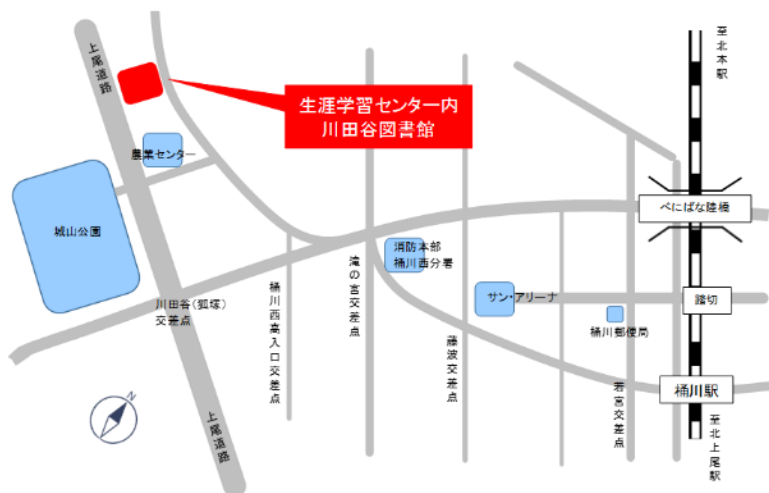 上尾道路
至北本駅
生涯学習センター内
川田谷図書館
農業センター
べにばな陸橋
城山公園
消防本部
桶川西分署
滝の宮交差点
サン・アリーナ
踏切
川田谷(狐塚)
交差点
桶川西高入口交差点
桶川郵便局
藤波交差点
若宮交差点
桶川駅
N
上尾道路
至北上尾駅